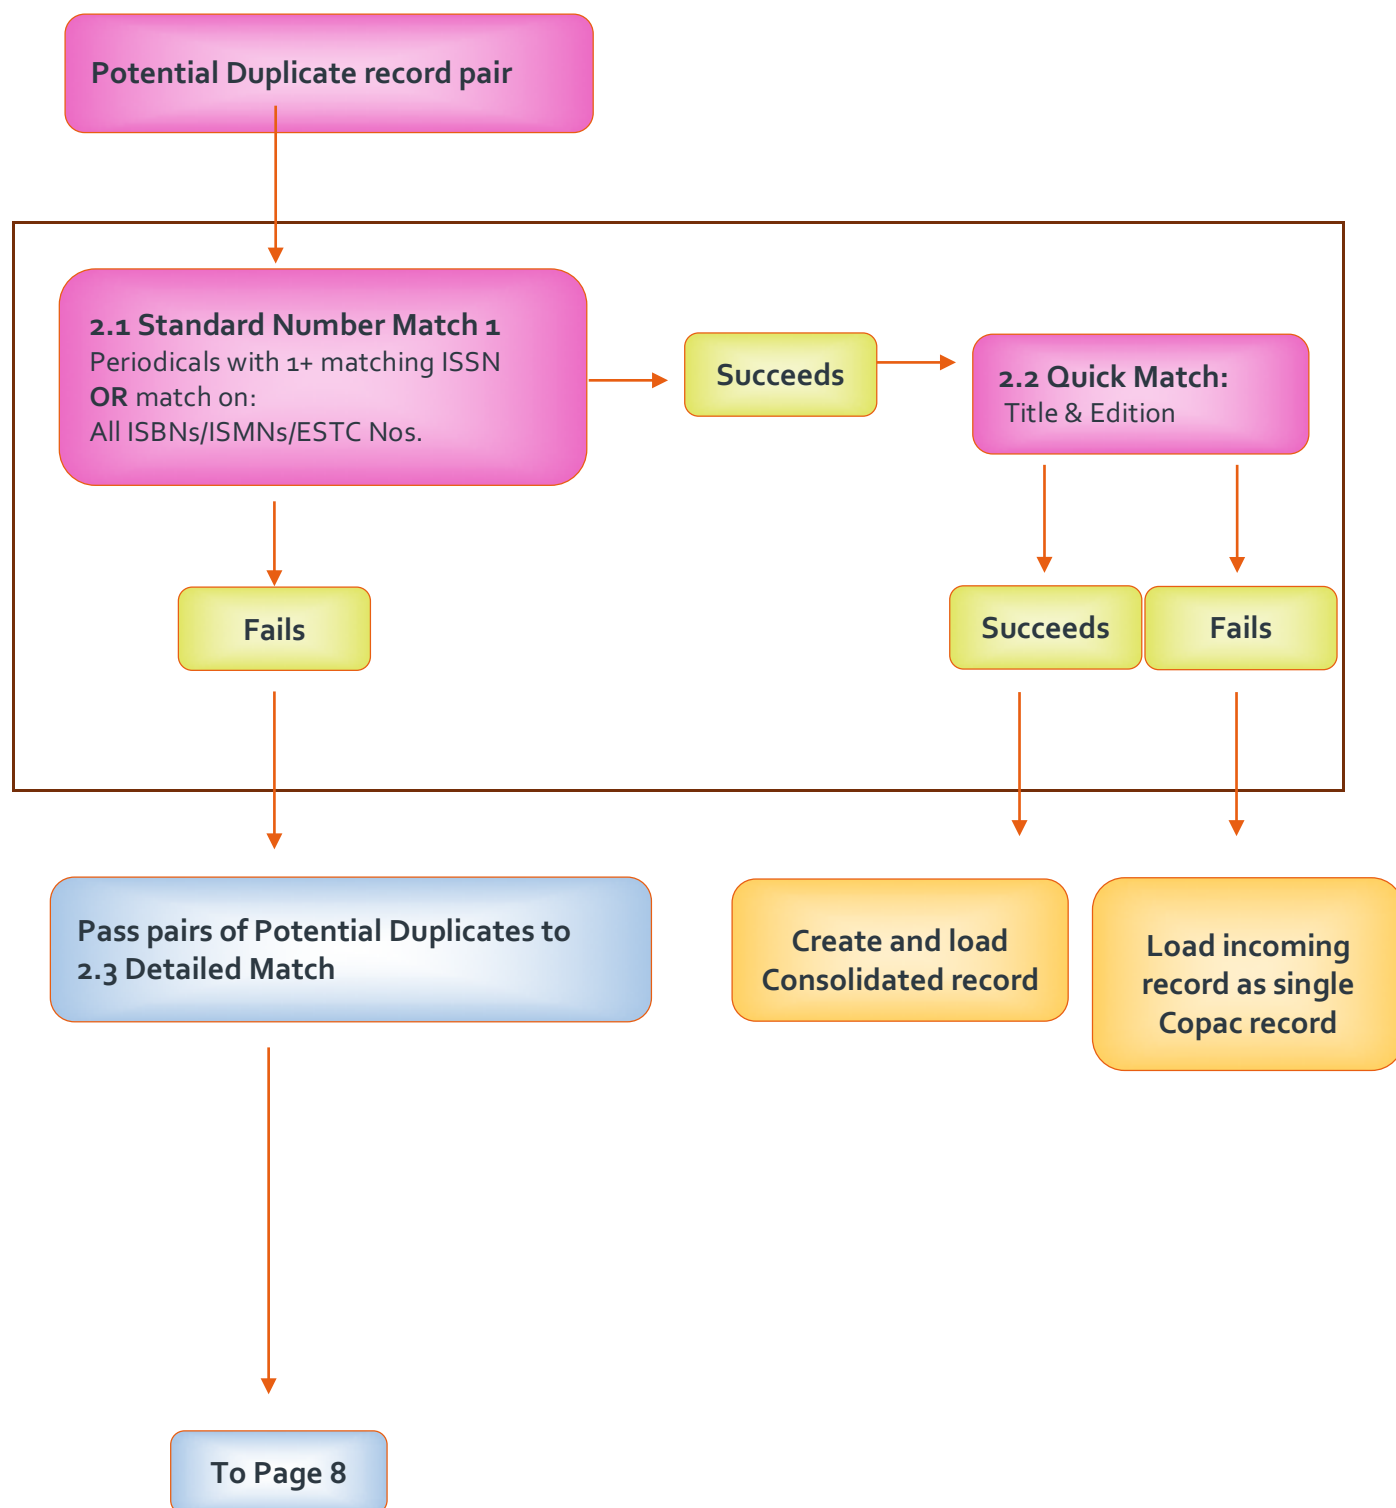 Potential Duplicate record pair
2.1 Standard Number Match 1
Periodicals with 1+ matching ISSN
OR match on:
All ISBNs/ISMNs/ESTC Nos.
Succeeds
2.2 Quick Match:
Title & Edition
Fails
Succeeds
Fails
Pass pairs of Potential Duplicates to
2.3 Detailed Match
Create and load
Consolidated record
Load incoming
record as single
Copac record
To Page 8